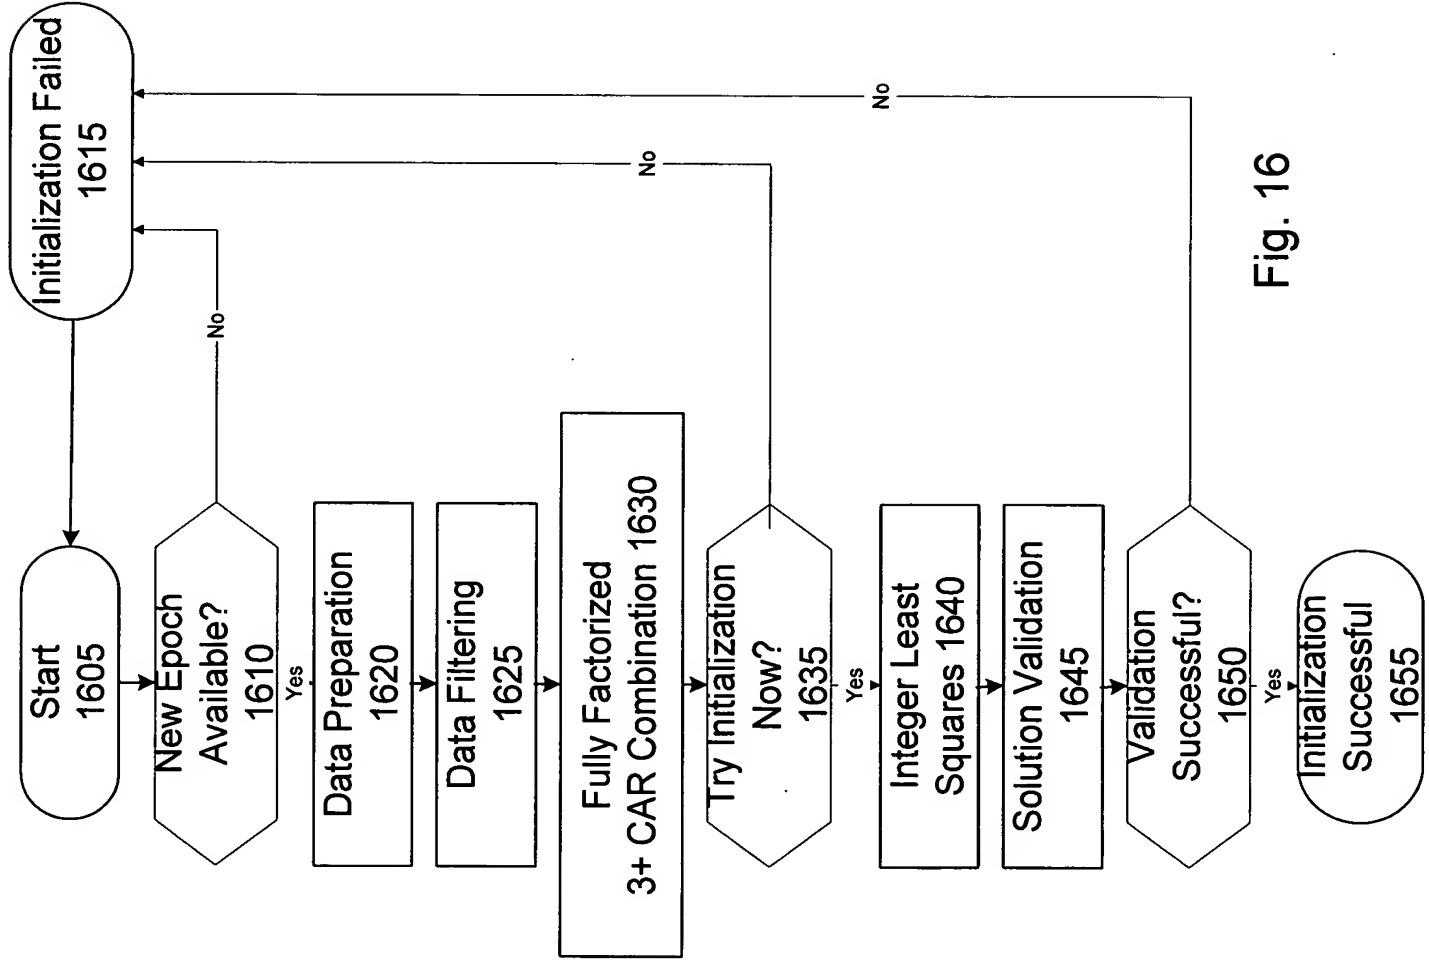 Start
1605
New Epoch
Available?
1610
No
Initialization Failed
1615
Yes
Data Preparation
1620
Data Filtering
1625
Fully Factorized
3+ CAR Combination 1630
Try Initialization
Now?
1635
No
Yes
Integer Least
Squares 1640
Solution Validation
1645
Validation
Successful?
1650
No
Yes
Initialization
Successful
1655
Fig. 16